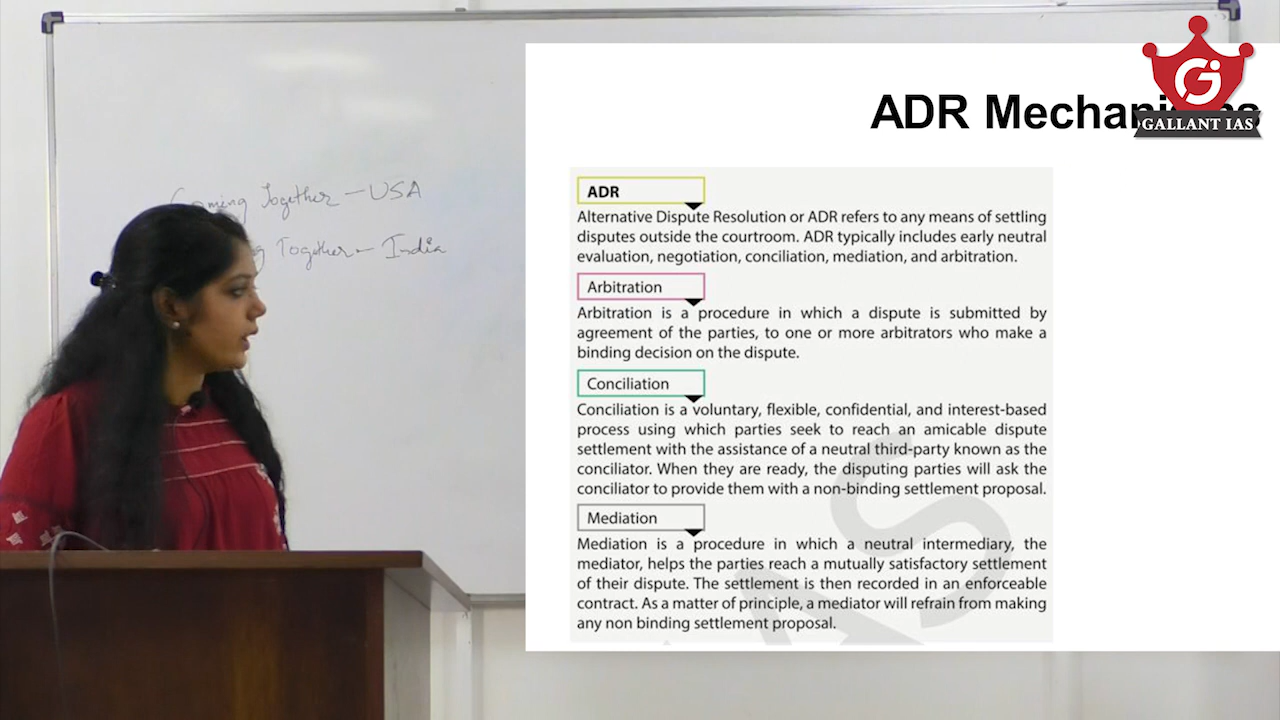 Coming Together – USA
Together – India
ADR Mechanisms
GALLANT IAS
ADR
Alternative Dispute Resolution or ADR refers to any means of settling
disputes outside the courtroom. ADR typically includes early neutral
evaluation, negotiation, conciliation, mediation, and arbitration.
Arbitration
Arbitration is a procedure in which a dispute is submitted by
agreement of the parties, to one or more arbitrators who make a
binding decision on the dispute.
Conciliation
Conciliation is a voluntary, flexible, confidential, and interest-based
process using which parties seek to reach an amicable dispute
settlement with the assistance of a neutral third-party known as the
conciliator. When they are ready, the disputing parties will ask the
conciliator to provide them with a non-binding settlement proposal.
Mediation
Mediation is a procedure in which a neutral intermediary, the
mediator, helps the parties reach a mutually satisfactory settlement
of their dispute. The settlement is then recorded in an enforceable
contract. As a matter of principle, a mediator will refrain from making
any non binding settlement proposal.